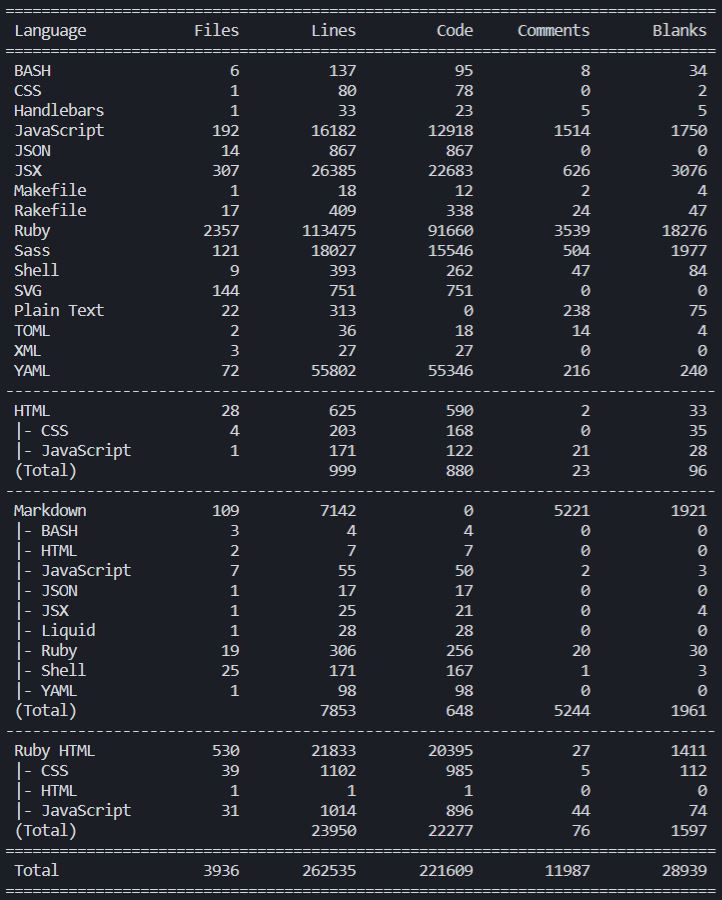 ===============================================================================
 Language            Files        Lines         Code     Comments       Blanks
===============================================================================
 BASH                    6          137           95            8           34
 CSS                     1           80           78            0            2
 Handlebars              1           33           23            5            5
 JavaScript            192        16182        12918         1514         1750
 JSON                   14          867          867            0            0
 JSX                   307        26385        22683          626         3076
 Makefile                1           18           12            2            4
 Rakefile               17          409          338           24           47
 Ruby                 2357       113475        91660         3539        18276
 Sass                  121        18027        15546          504         1977
 Shell                   9          393          262           47           84
 SVG                   144          751          751            0            0
 Plain Text             22          313            0          238           75
 TOML                    2           36           18           14            4
 XML                     3           27           27            0            0
 YAML                   72        55802        55346          216          240
-------------------------------------------------------------------------------
 HTML                   28          625          590            2           33
 |- CSS                  4          203          168            0           35
 |- JavaScript           1          171          122           21           28
 (Total)                            999          880           23           96
-------------------------------------------------------------------------------
 Markdown              109         7142            0         5221         1921
 |- BASH                 3            4            4            0            0
 |- HTML                 2            7            7            0            0
 |- JavaScript           7           55           50            2            3
 |- JSON                 1           17           17            0            0
 |- JSX                  1           25           21            0            4
 |- Liquid               1           28           28            0            0
 |- Ruby                19          306          256           20           30
 |- Shell               25          171          167            1            3
 |- YAML                 1           98           98            0            0
 (Total)                           7853          648         5244         1961
-------------------------------------------------------------------------------
 Ruby HTML             530        21833        20395           27         1411
 |- CSS                 39         1102          985            5          112
 |- HTML                 1            1            1            0            0
 |- JavaScript          31         1014          896           44           74
 (Total)                          23950        22277           76         1597
===============================================================================
 Total                3936       262535       221609        11987        28939
===============================================================================